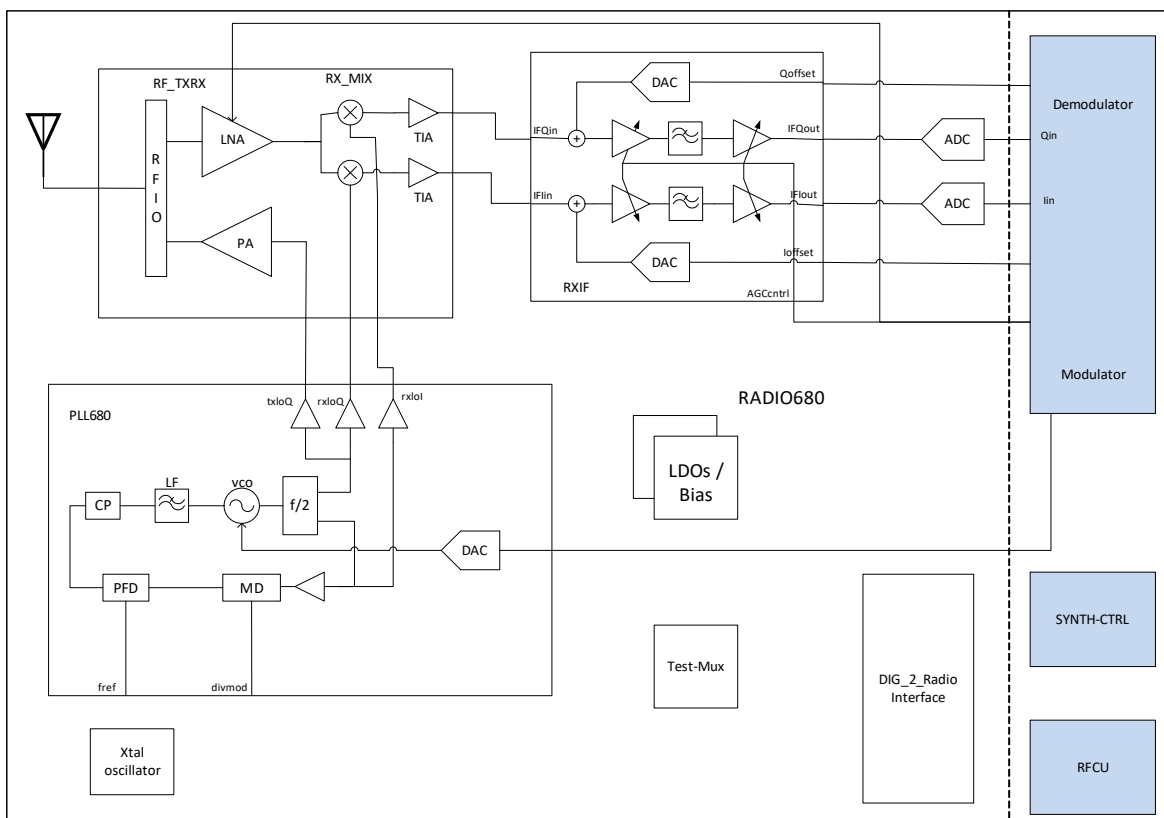 RF_TXRX
RX_MIX
DAC
Qoffset
Demodulator
LNA
TIA
IFQin
+
IFQout
ADC
Qin
R
F
I
O
TIA
IFIin
+
IFIout
ADC
Iin
PA
DAC
Ioffset
RXIF
AGCcntrl
Modulator
PLL680
txloQ
rxloQ
rxloI
RADIO680
LDOs /
Bias
CP
LF
vco
f/2
DAC
PFD
MD
fref
divmod
Test-Mux
DIG_2_Radio
Interface
SYNTH-CTRL
Xtal
oscillator
RFCU